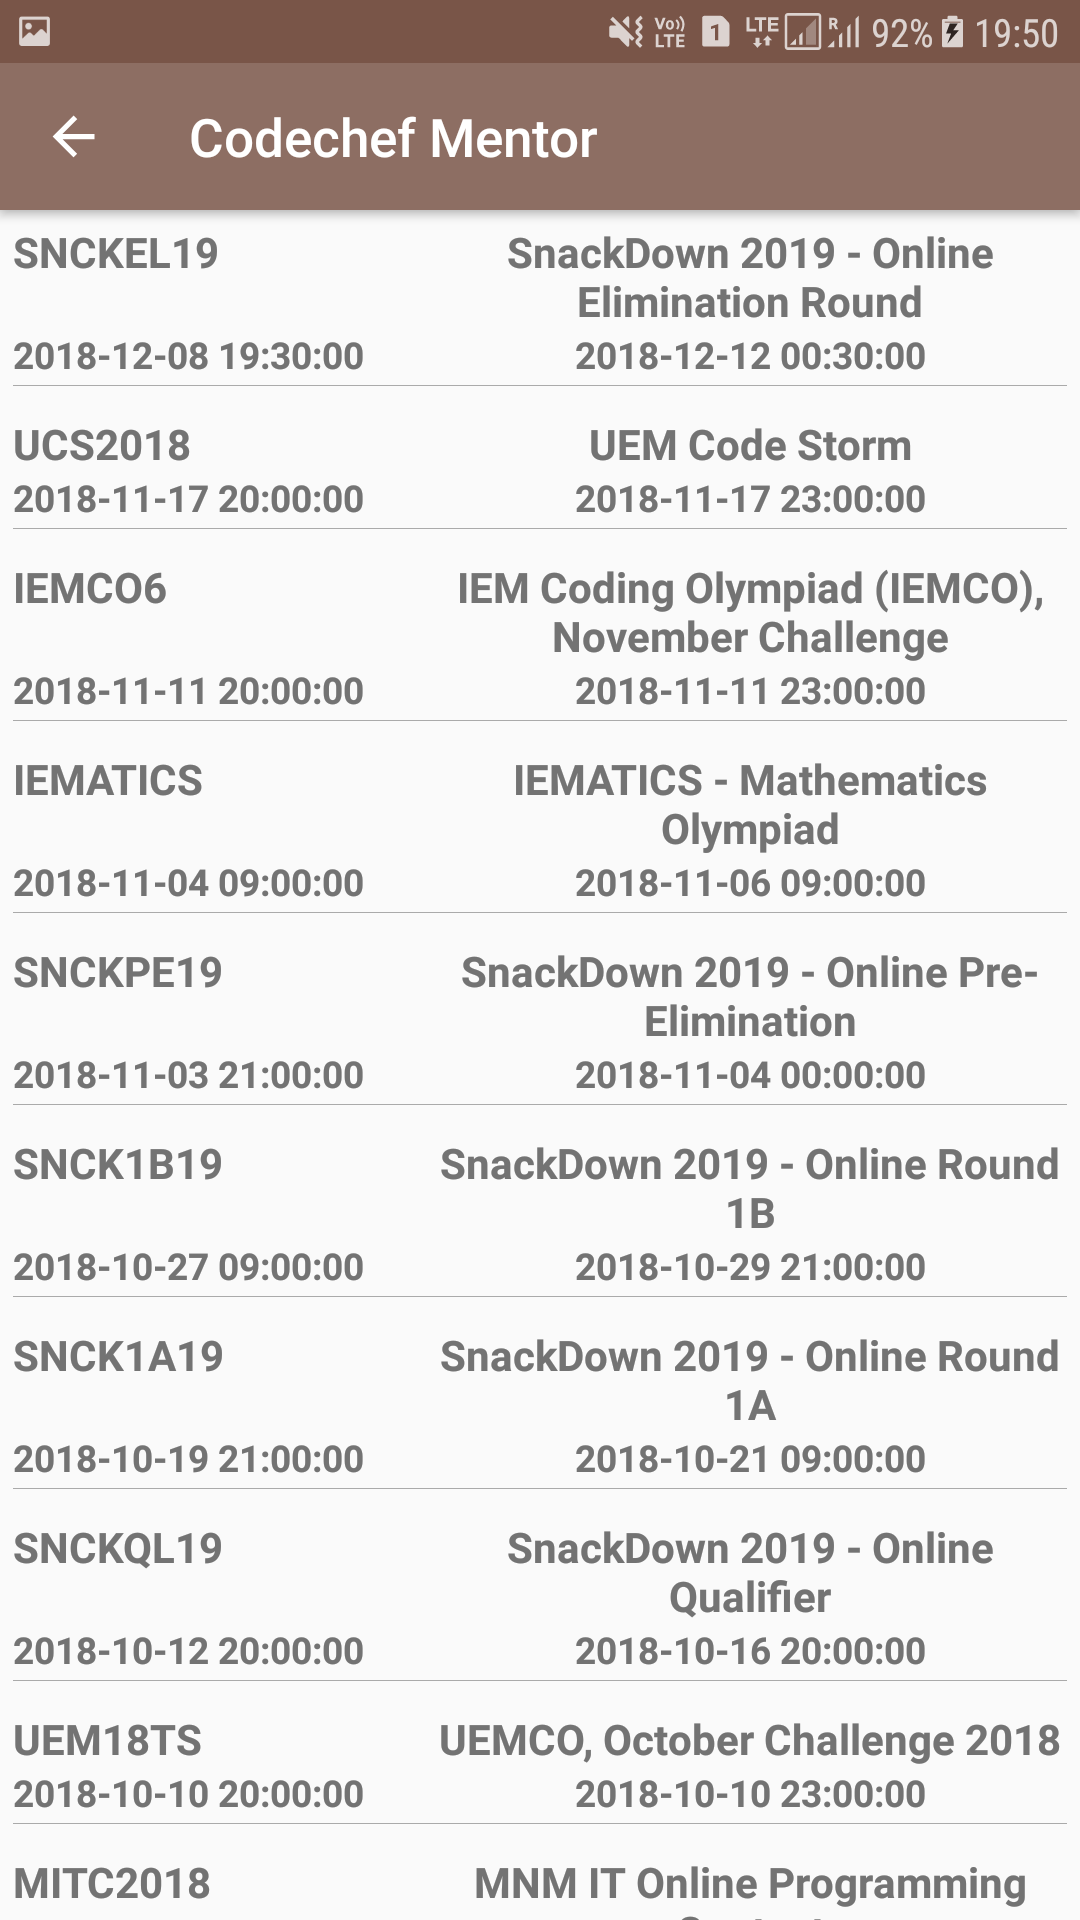 Vo)) LTE 1 LTE R 92% 19:50
Codechef Mentor
SNCKEL19 SnackDown 2019 - Online
Elimination Round
2018-12-08 19:30:00 2018-12-12 00:30:00
UCS2018 UEM Code Storm
2018-11-17 20:00:00 2018-11-17 23:00:00
IEMCO6 IEM Coding Olympiad (IEMCO),
November Challenge
2018-11-11 20:00:00 2018-11-11 23:00:00
IEMATICS IEMATICS - Mathematics
Olympiad
2018-11-04 09:00:00 2018-11-06 09:00:00
SNCKPE19 SnackDown 2019 - Online Pre-
Elimination
2018-11-03 21:00:00 2018-11-04 00:00:00
SNCK1B19 SnackDown 2019 - Online Round
1B
2018-10-27 09:00:00 2018-10-29 21:00:00
SNCK1A19 SnackDown 2019 - Online Round
1A
2018-10-19 21:00:00 2018-10-21 09:00:00
SNCKQL19 SnackDown 2019 - Online
Qualifier
2018-10-12 20:00:00 2018-10-16 20:00:00
UEM18TS UEMCO, October Challenge 2018
2018-10-10 20:00:00 2018-10-10 23:00:00
MITC2018 MNM IT Online Programming